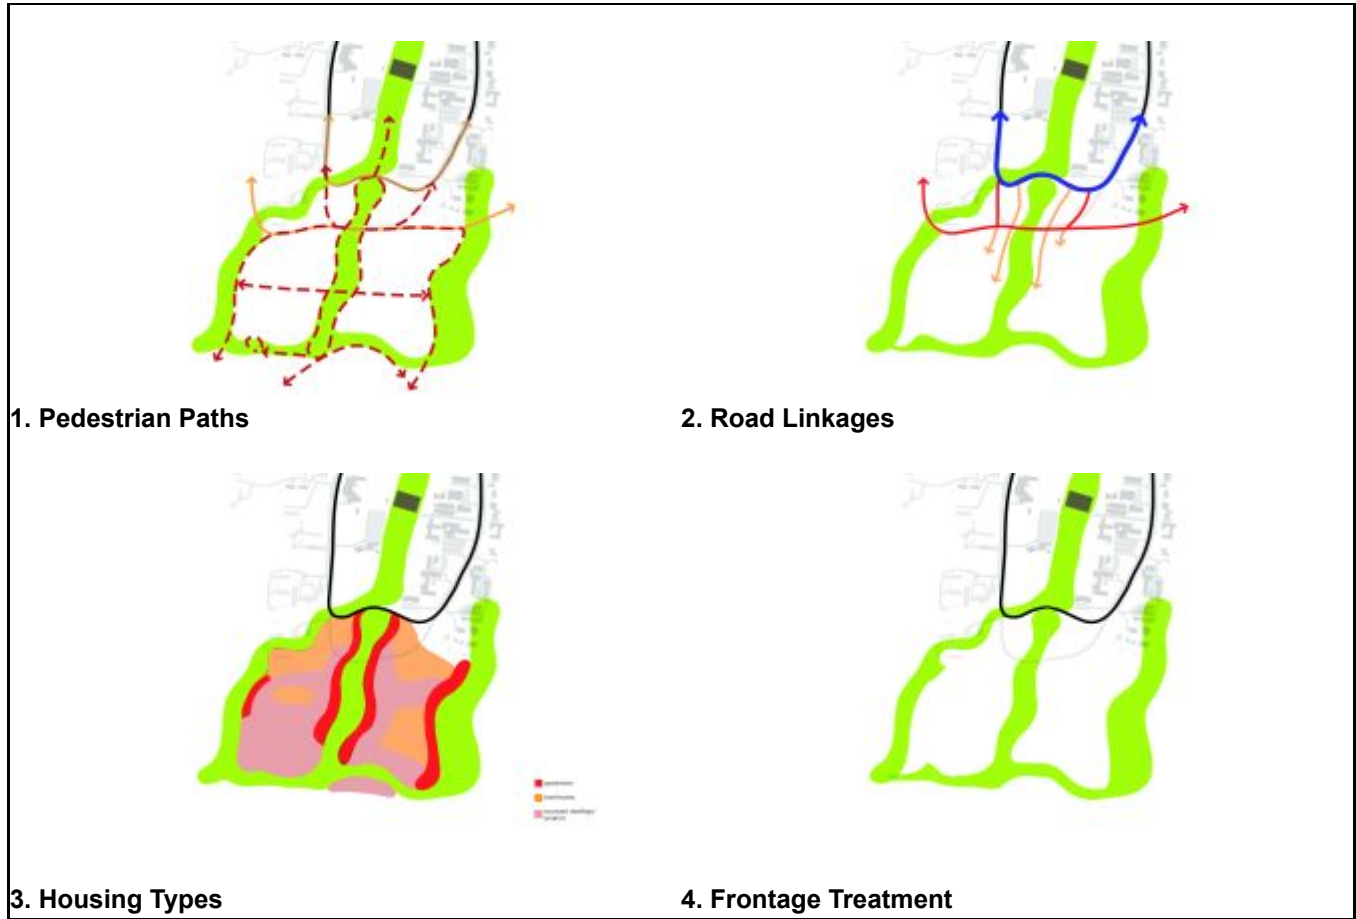 1. Pedestrian Paths
2. Road Linkages
3. Housing Types
4. Frontage Treatment